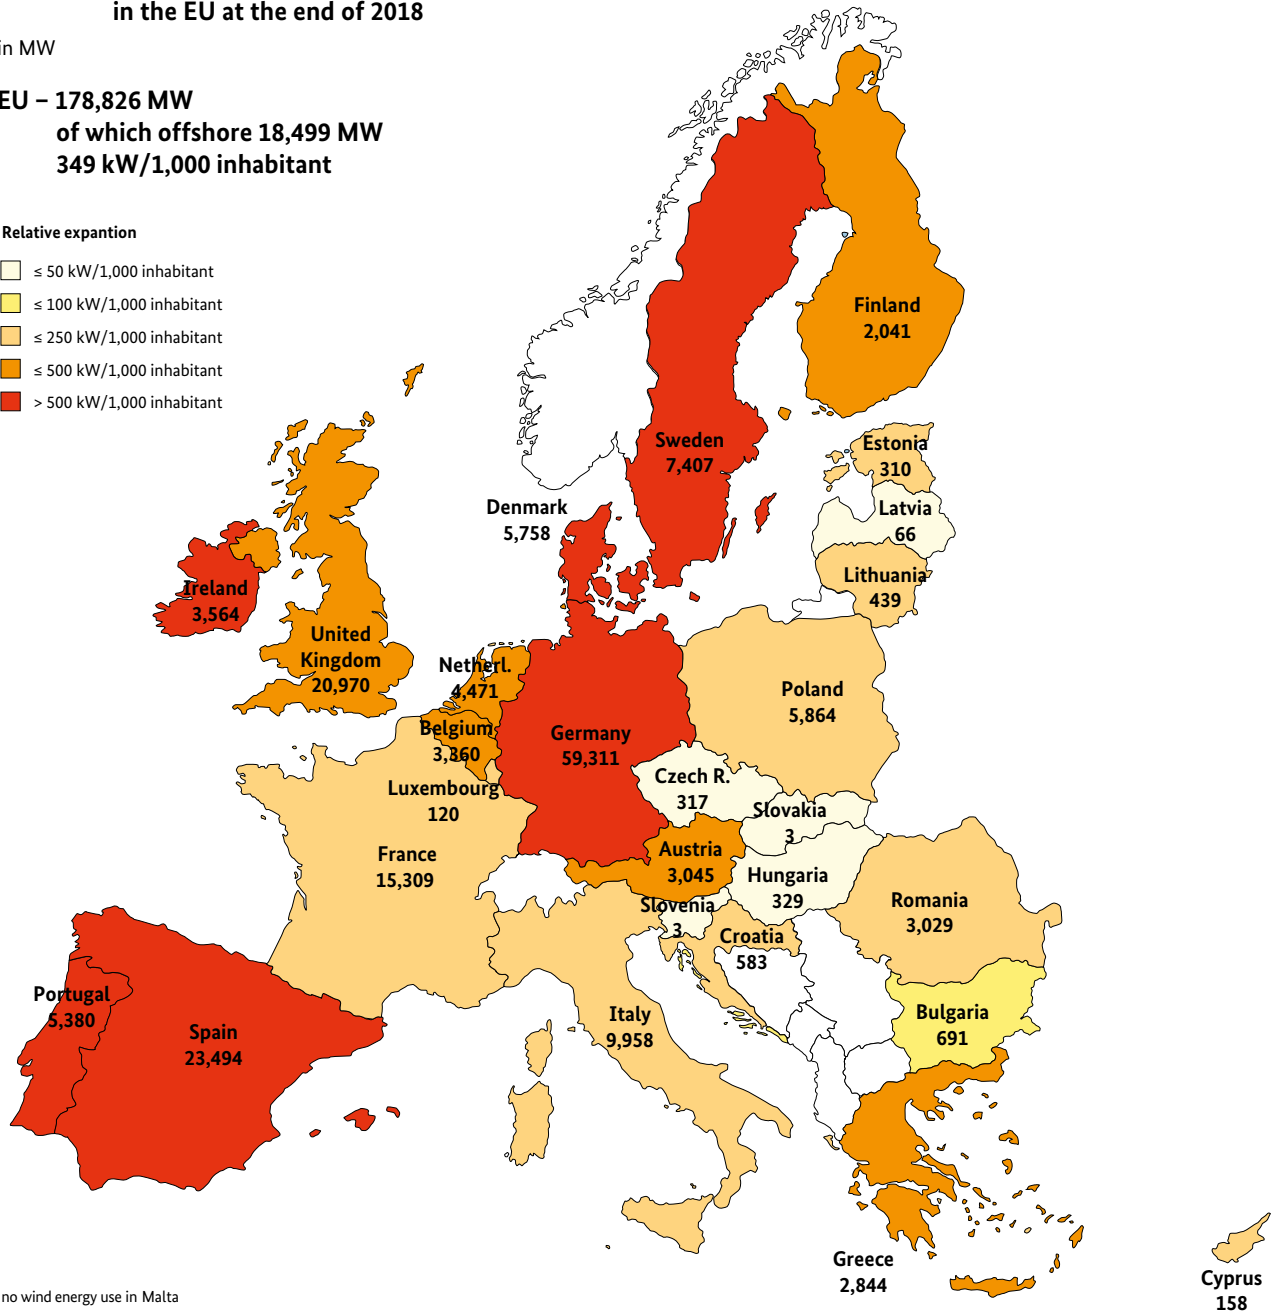 in the EU at the end of 2018
in MW
EU – 178,826 MW
of which offshore 18,499 MW
349 kW/1,000 inhabitant
Relative expantion
≤ 50 kW/1,000 inhabitant
≤ 100 kW/1,000 inhabitant
≤ 250 kW/1,000 inhabitant
≤ 500 kW/1,000 inhabitant
> 500 kW/1,000 inhabitant
Finland
2,041
Sweden
7,407
Estonia
310
Latvia
66
Lithuania
439
Denmark
5,758
Ireland
3,564
United
Kingdom
20,970
Netherl.
4,471
Belgium
3,360
Luxembourg
120
Germany
59,311
Poland
5,864
Czech R.
317
Slovakia
3
Austria
3,045
Hungaria
329
France
15,309
Slovenia
3
Croatia
583
Romania
3,029
Portugal
5,380
Spain
23,494
Italy
9,958
Bulgaria
691
Greece
2,844
Cyprus
158
no wind energy use in Malta